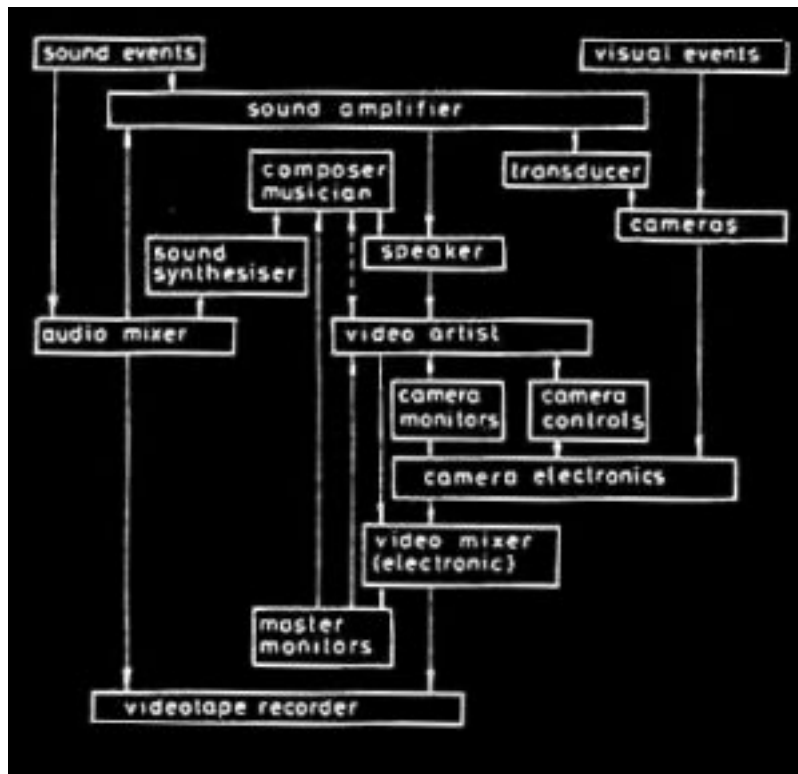 sound events
visual events
sound amplifier
composer
musician
transducer
cameras
sound
synthesiser
speaker
audio mixer
video artist
camera
monitors
camera
controls
camera electronics
video mixer
(electronic)
master
monitors
videotape recorder